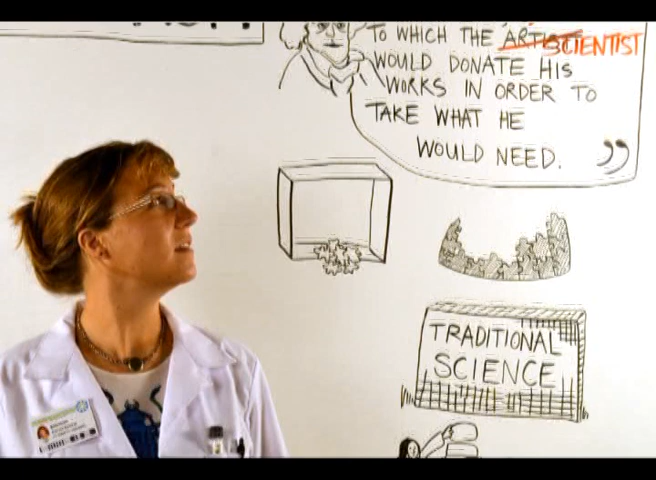 TO WHICH THE ARTIST SCIENTIST
WOULD DONATE HIS
WORKS IN ORDER TO
TAKE WHAT HE
WOULD NEED. ”
TRADITIONAL
SCIENCE